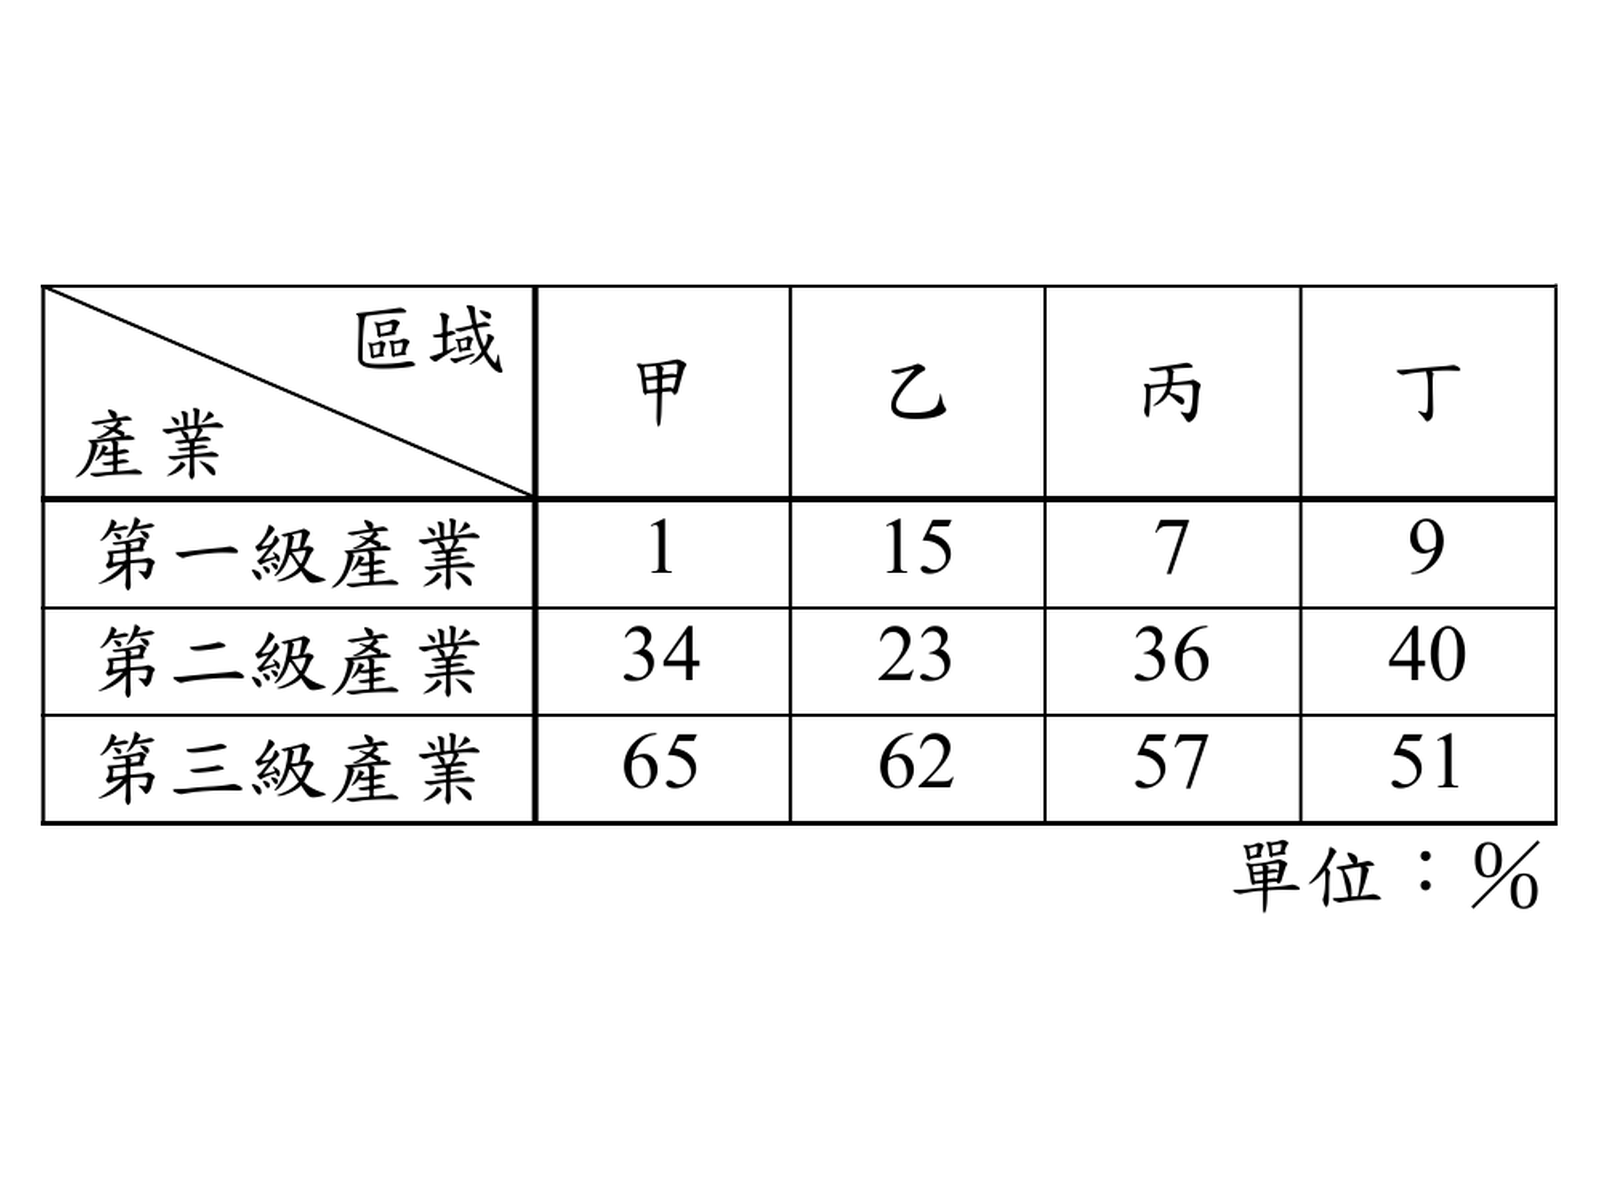 區域
產業
甲 乙 丙 丁
第一級產業 1 15 7 9
第二級產業 34 23 36 40
第三級產業 65 62 57 51
單位：%